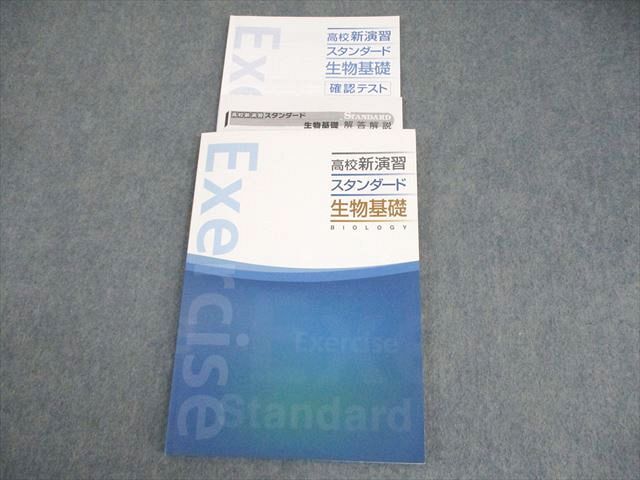 Exe
高校 新演習
スタンダード
生物基礎
確認テスト
高校新演習 スタンダード STANDARD
生物基礎 解答解説
Exercise
高校 新演習
スタンダード
生物基礎
BIOLOGY
Exercise
Standard